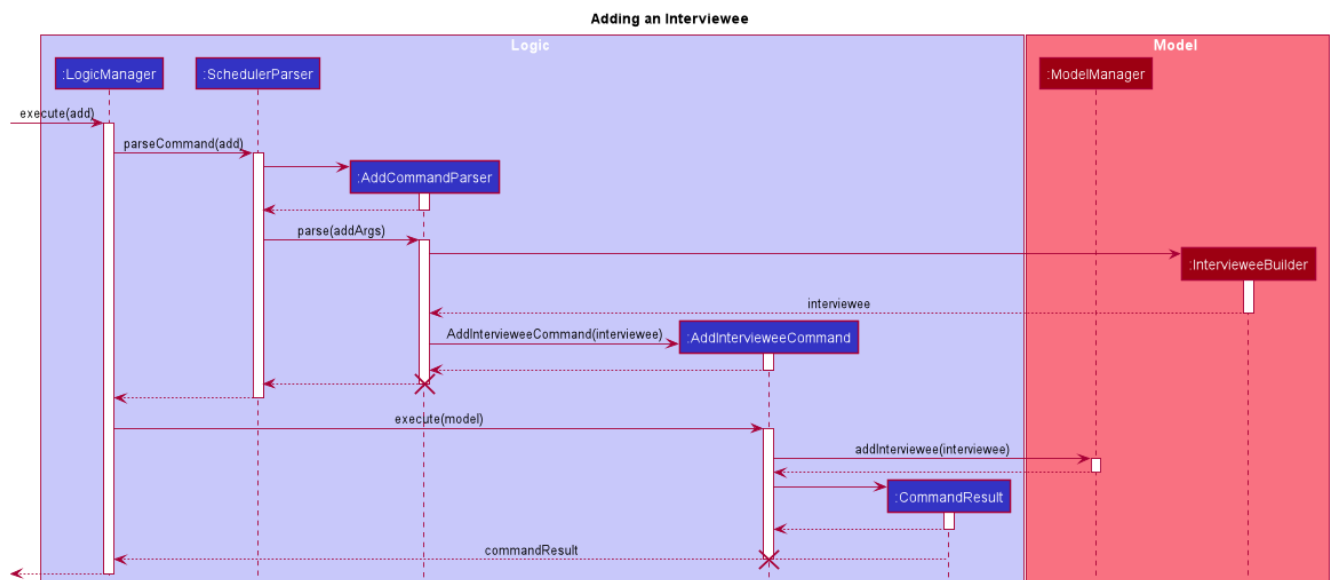 Adding an Interviewee
Logic
Model
:LogicManager
:SchedulerParser
:ModelManager
execute(add)
parseCommand(add)
:AddCommandParser
parse(addArgs)
:IntervieweeBuilder
interviewee
AddIntervieweeCommand(interviewee)
:AddIntervieweeCommand
execute(model)
addInterviewee(interviewee)
:CommandResult
commandResult